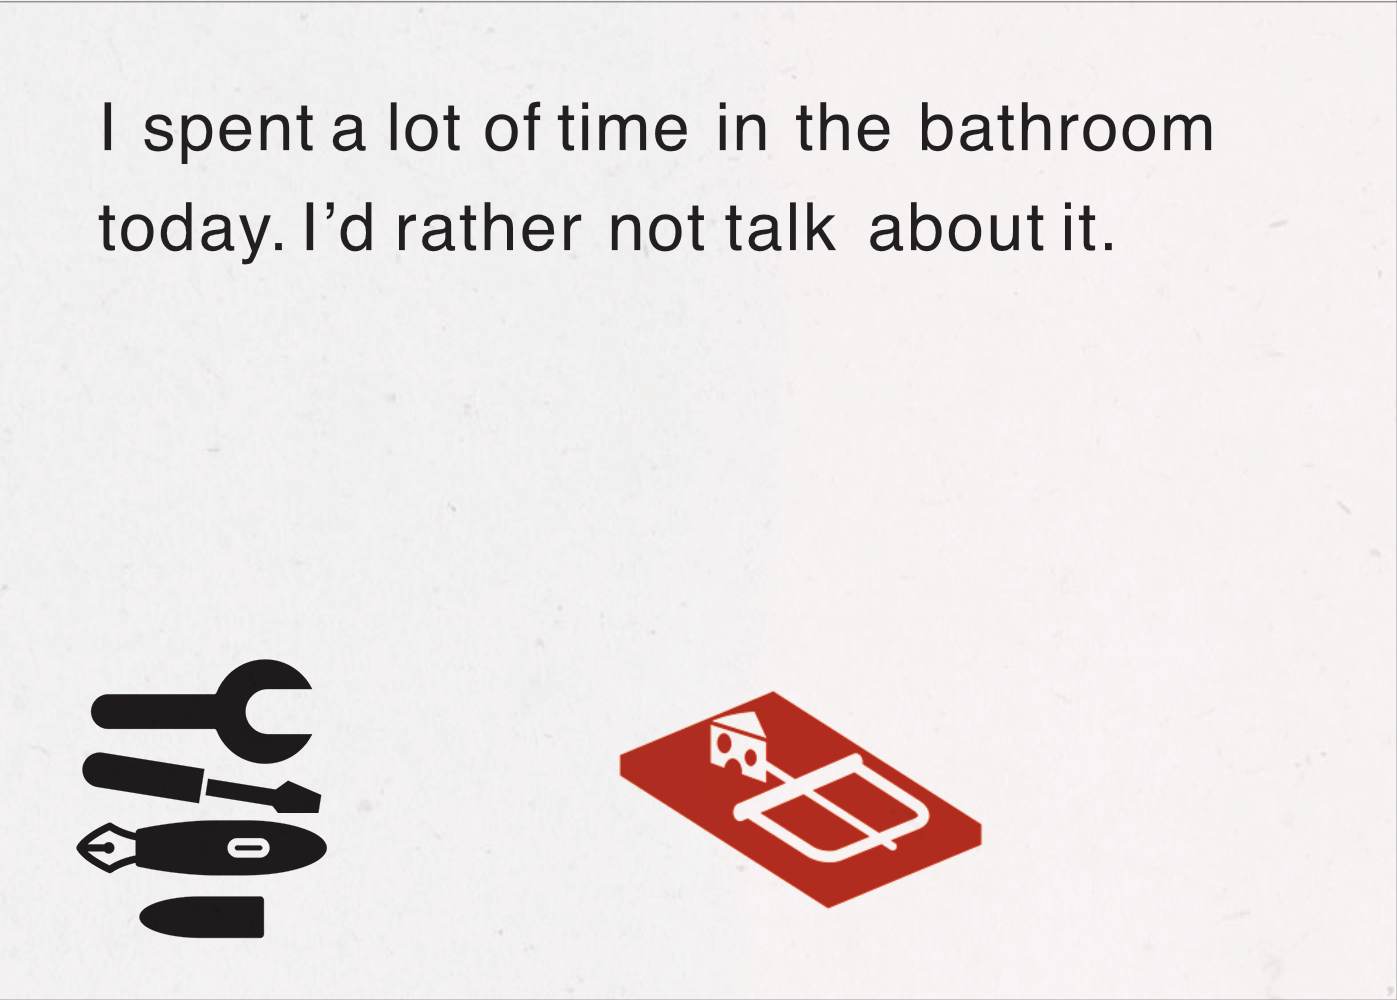 I spent a lot of time in the bathroom
today. I’d rather not talk about it.